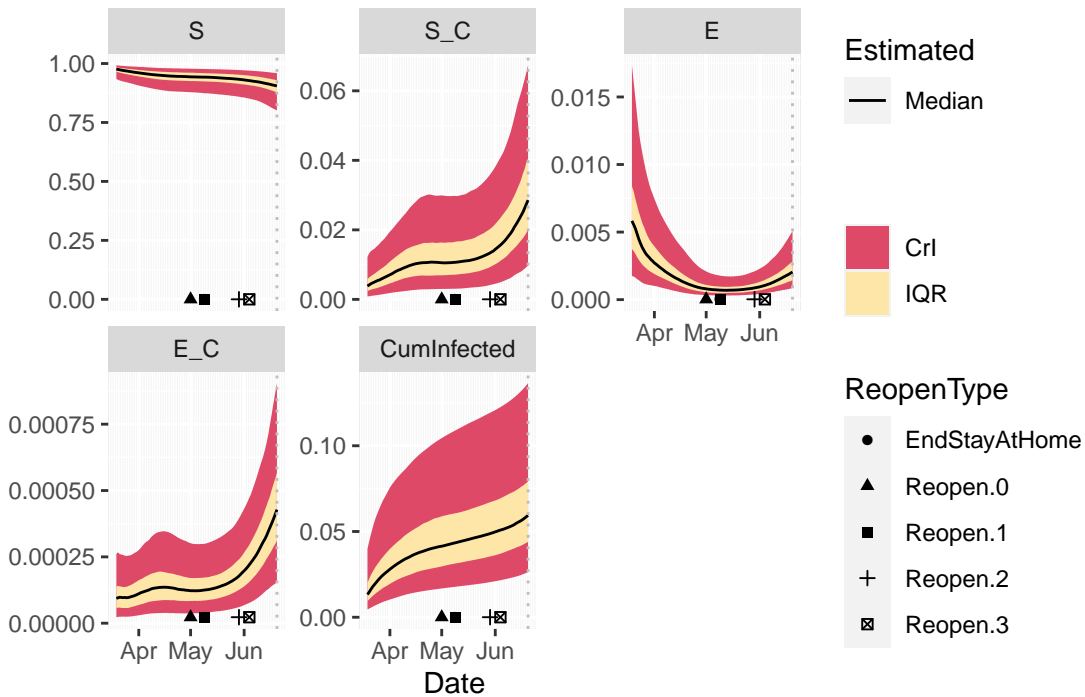 S
S_C
E
1.00
0.75
0.50
0.25
0.00
0.06
0.04
0.02
0.00
0.015
0.010
0.005
0.000
Apr May Jun
E_C
CumInfected
0.00075
0.00050
0.00025
0.00000
Apr May Jun
0.10
0.05
0.00
Apr May Jun
Date
Estimated
Median
CrI
IQR
ReopenType
EndStayAtHome
Reopen.0
Reopen.1
Reopen.2
Reopen.3